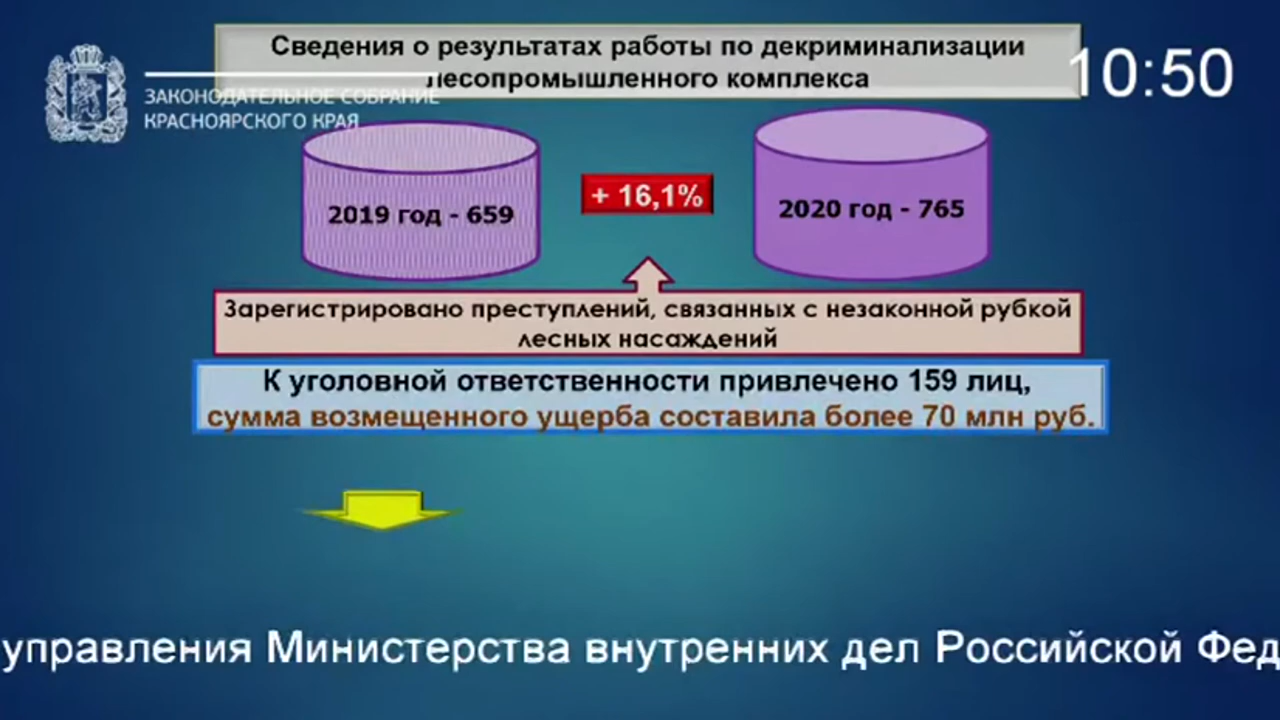 Сведения о результатах работы по декриминализации
лесопромышленного комплекса
10:50
ЗАКОНОДАТЕЛЬНОЕ СОБРАНИЕ
КРАСНОЯРСКОГО КРАЯ
2019 год - 659
+ 16,1%
2020 год - 765
Зарегистрировано преступлений, связанных с незаконной рубкой
лесных насаждений
К уголовной ответственности привлечено 159 лиц,
сумма возмещенного ущерба составила более 70 млн руб.
управления Министерства внутренних дел Российской Фед